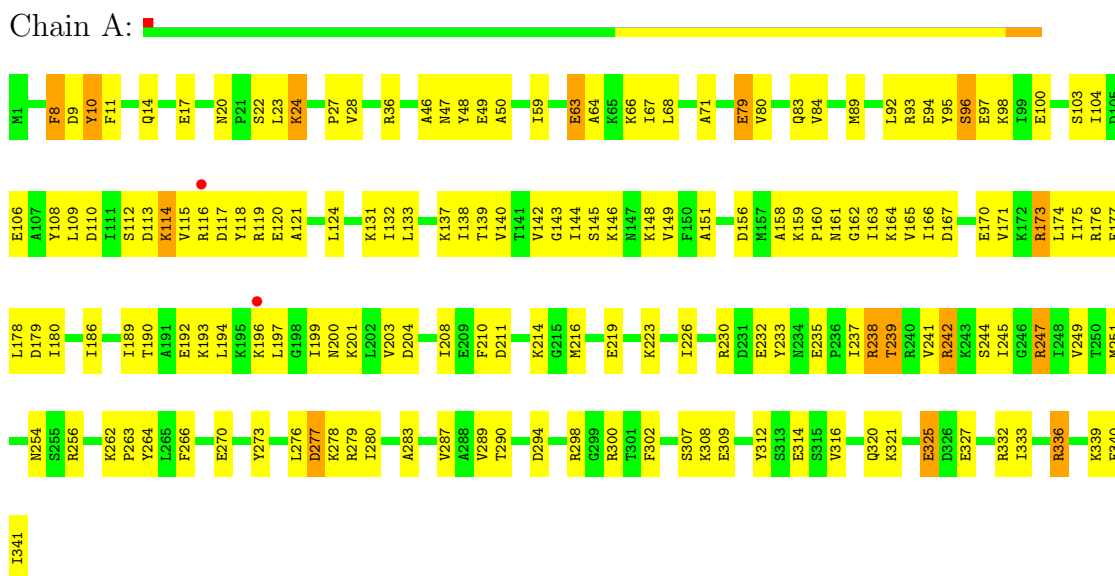 Chain A:
M1 F8 D9 Y10 F11 Q14 E17 N20 P21 S22 L23 K24 P27 V28 R36 A46 N47 Y48 E49 A50 I59 E63 A64 K65 K66 I67 L68 A71 E79 V80 Q83 V84 M89 L92 R93 E94 Y95 S96 E97 K98 I99 E100 S103 I104 D105
E106 A107 Y108 L109 D110 I111 S112 D113 K114 V115 R116 D117 Y118 R119 E120 A121 L124 K131 I132 L133 K137 I138 T139 V140 T141 V142 G143 I144 S145 K146 N147 K148 V149 F150 A151 D156 M157 A158 K159 P160 N161 G162 I163 K164 V165 I166 D167 E170 V171 K172 R173 L174 I175 R176 E177
L178 D179 I180 I186 I189 T190 A191 E192 K193 L194 K195 K196 L197 G198 I199 N200 K201 L202 V203 D204 I208 E209 F210 D211 K214 G215 M216 E219 K223 I226 R230 D231 E232 Y233 N234 E235 P236 I237 R238 T239 R240 V241 R242 K243 S244 I245 G246 R247 I248 V249 T250 M251
N254 S255 R256 K262 P263 Y264 L265 F266 E270 Y273 L276 D277 K278 R279 I280 A283 V287 A288 V289 T290 D294 R298 G299 R300 T301 F302 S307 K308 E309 Y312 S313 E314 S315 V316 Q320 K321 E325 D326 E327 R332 I333 R336 K339 E340
I341